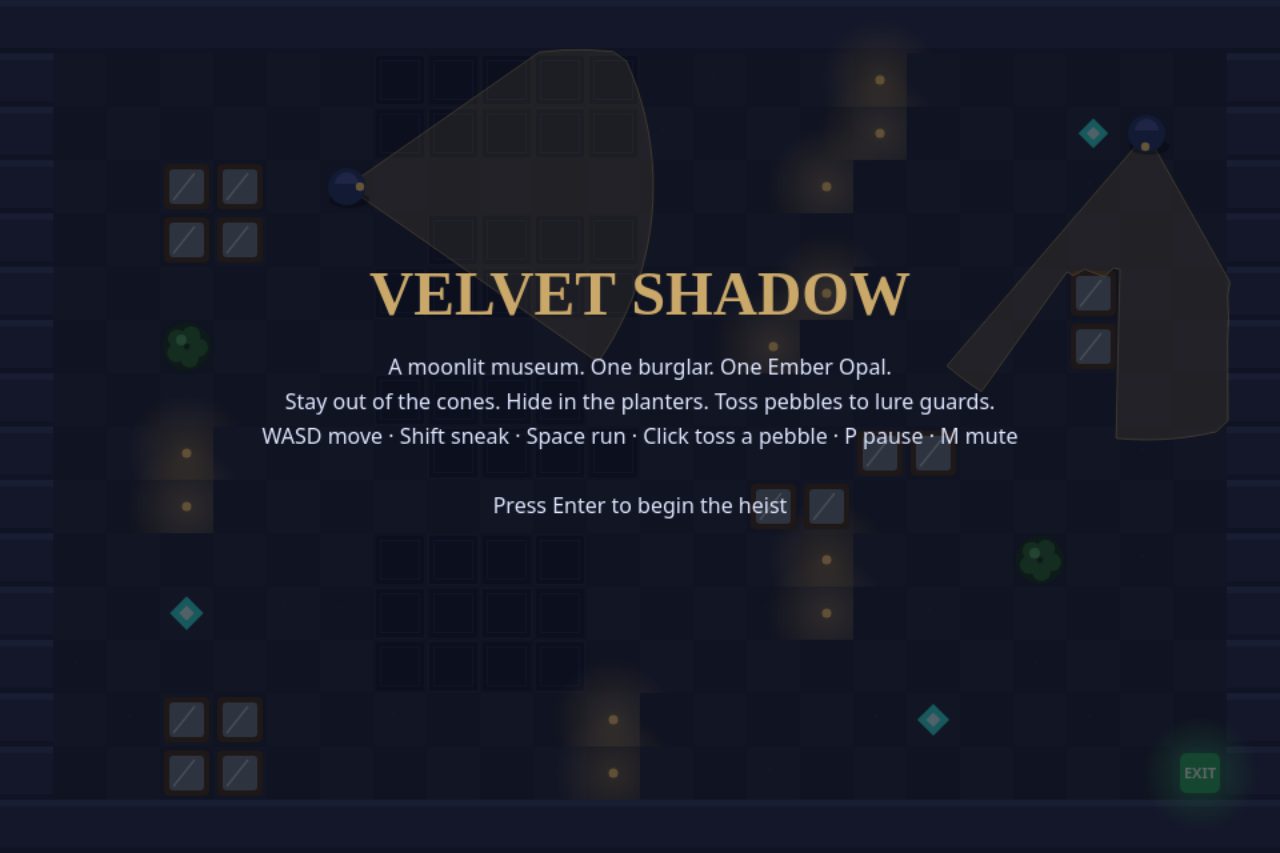 VELVET SHADOW
A moonlit museum. One burglar. One Ember Opal.
Stay out of the cones. Hide in the planters. Toss pebbles to lure guards.
WASD move · Shift sneak · Space run · Click toss a pebble · P pause · M mute
Press Enter to begin the heist
EXIT